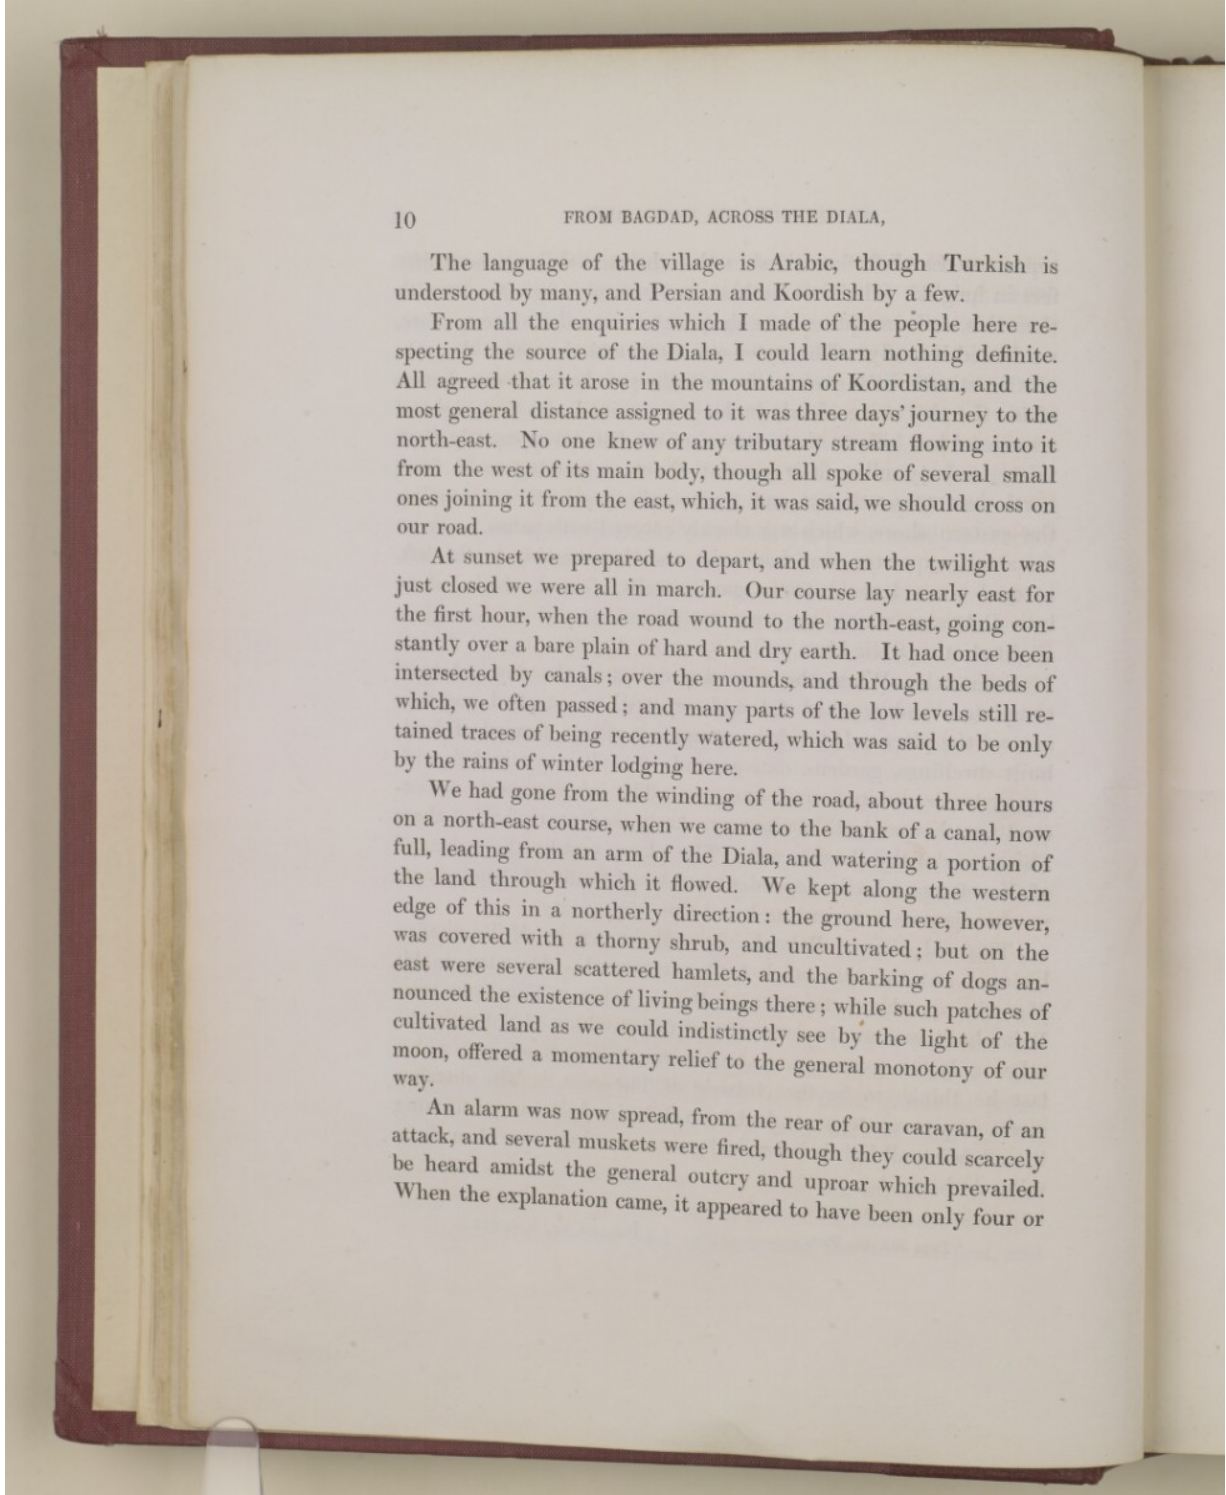 10 FROM BAGDAD, ACROSS THE DIALA,
The language of the village is Arabic, though Turkish is
understood by many, and Persian and Koordish by a few.
From all the enquiries which I made of the people here re-
specting the source of the Diala, I could learn nothing definite.
All agreed that it arose in the mountains of Koordistan, and the
most general distance assigned to it was three days' journey to the
north-east. No one knew of any tributary stream flowing into it
from the west of its main body, though all spoke of several small
ones joining it from the east, which, it was said, we should cross on
our road.
At sunset we prepared to depart, and when the twilight was
just closed we were all in march. Our course lay nearly east for
the first hour, when the road wound to the north-east, going con-
stantly over a bare plain of hard and dry earth. It had once been
intersected by canals; over the mounds, and through the beds of
which, we often passed; and many parts of the low levels still re-
tained traces of being recently watered, which was said to be only
by the rains of winter lodging here.
We had gone from the winding of the road, about three hours
on a north-east course, when we came to the bank of a canal, now
full, leading from an arm of the Diala, and watering a portion of
the land through which it flowed. We kept along the western
edge of this in a northerly direction: the ground here, however,
was covered with a thorny shrub, and uncultivated; but on the
east were several scattered hamlets, and the barking of dogs an-
nounced the existence of living beings there; while such patches of
cultivated land as we could indistinctly see by the light of the
moon, offered a momentary relief to the general monotony of our
way.
An alarm was now spread, from the rear of our caravan, of an
attack, and several muskets were fired, though they could scarcely
be heard amidst the general outcry and uproar which prevailed.
When the explanation came, it appeared to have been only four or